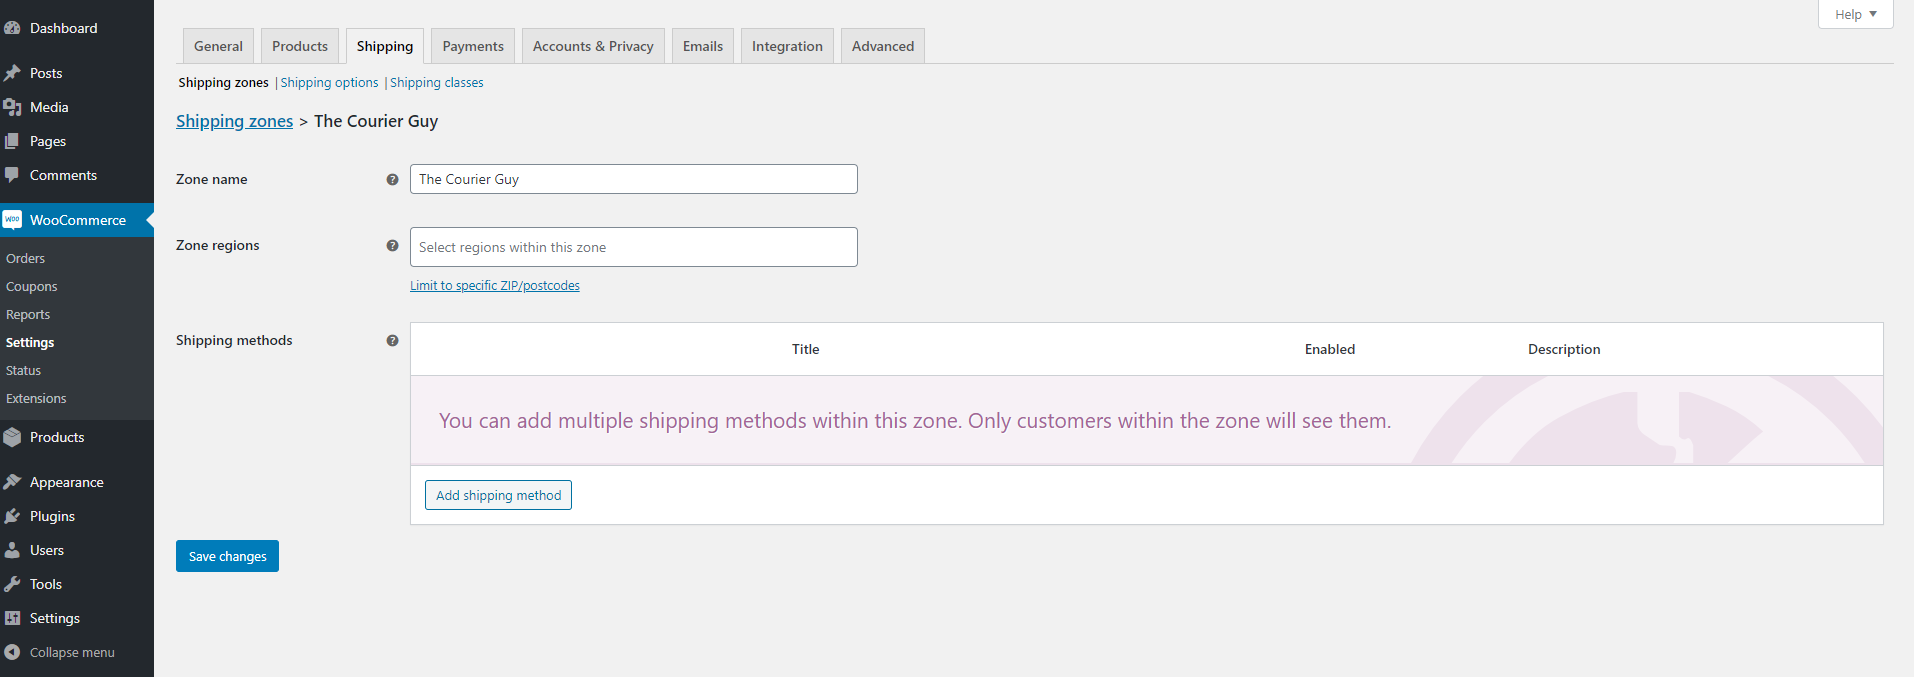 Help
Dashboard
Posts
Media
Pages
Comments
woo WooCommerce
Orders
Coupons
Reports
Settings
Status
Extensions
Products
Appearance
Plugins
Users
Tools
Settings
Collapse menu
General Products Shipping Payments Accounts & Privacy Emails Integration Advanced
Shipping zones | Shipping options | Shipping classes
Shipping zones > The Courier Guy
Zone name ? The Courier Guy
Zone regions ? Select regions within this zone
Limit to specific ZIP/postcodes
Shipping methods ? Title Enabled Description
You can add multiple shipping methods within this zone. Only customers within the zone will see them.
Add shipping method
Save changes